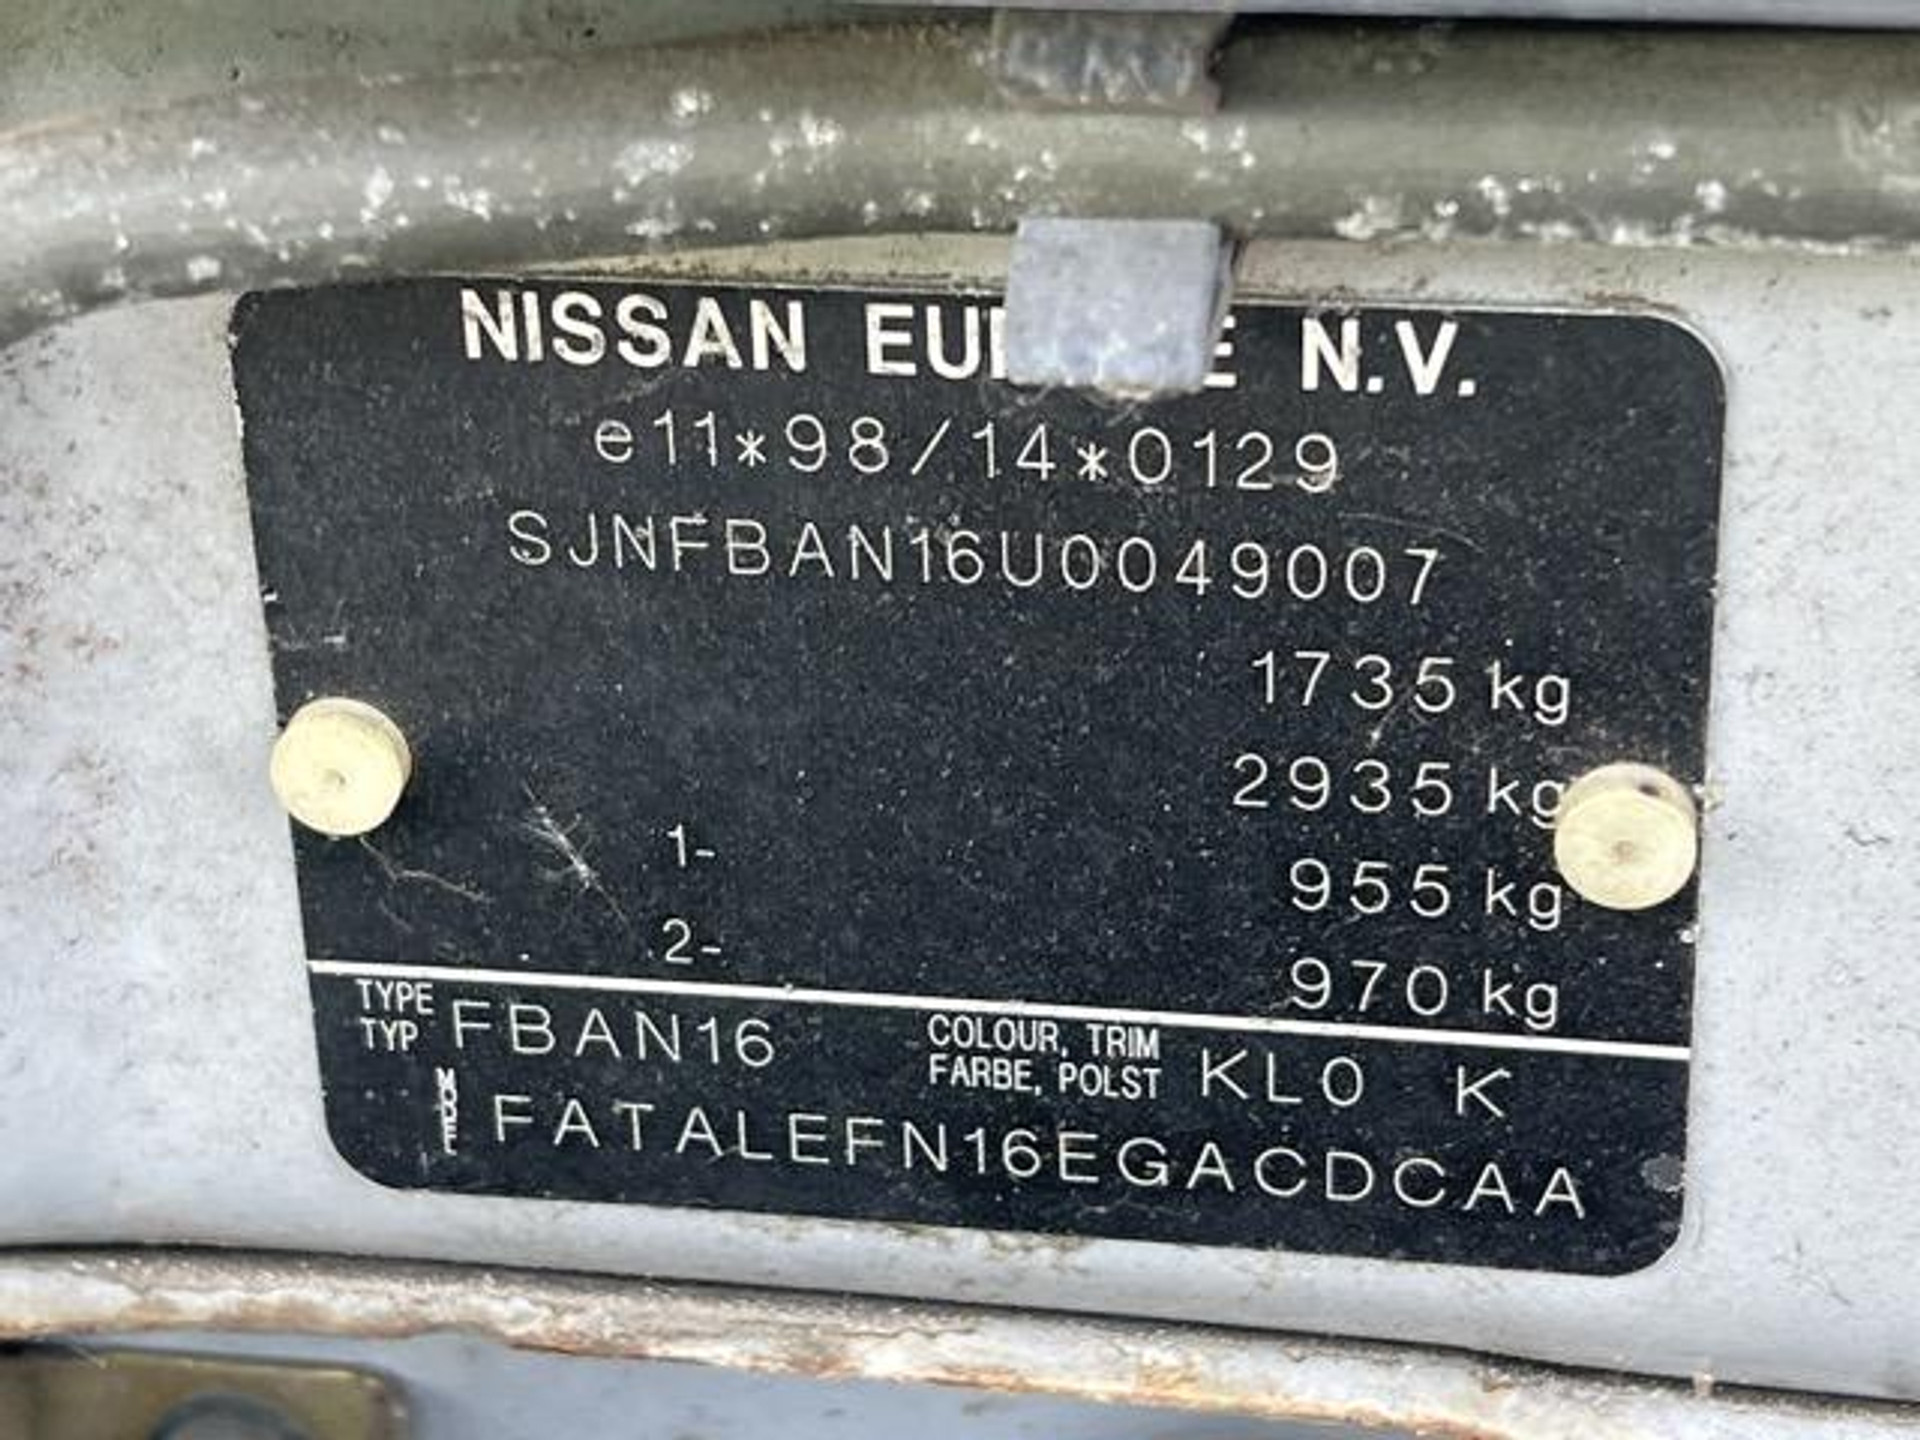 NISSAN N.V.
e11*98/14*0129
SJNFBAN16U0049007
1735 kg
2935 kg
1- 955 kg
2- 970 kg
TYPE TYP FBAN16 COLOUR, TRIM FARBE, POLST KL0 K
FATALEFN16EGACDCAA